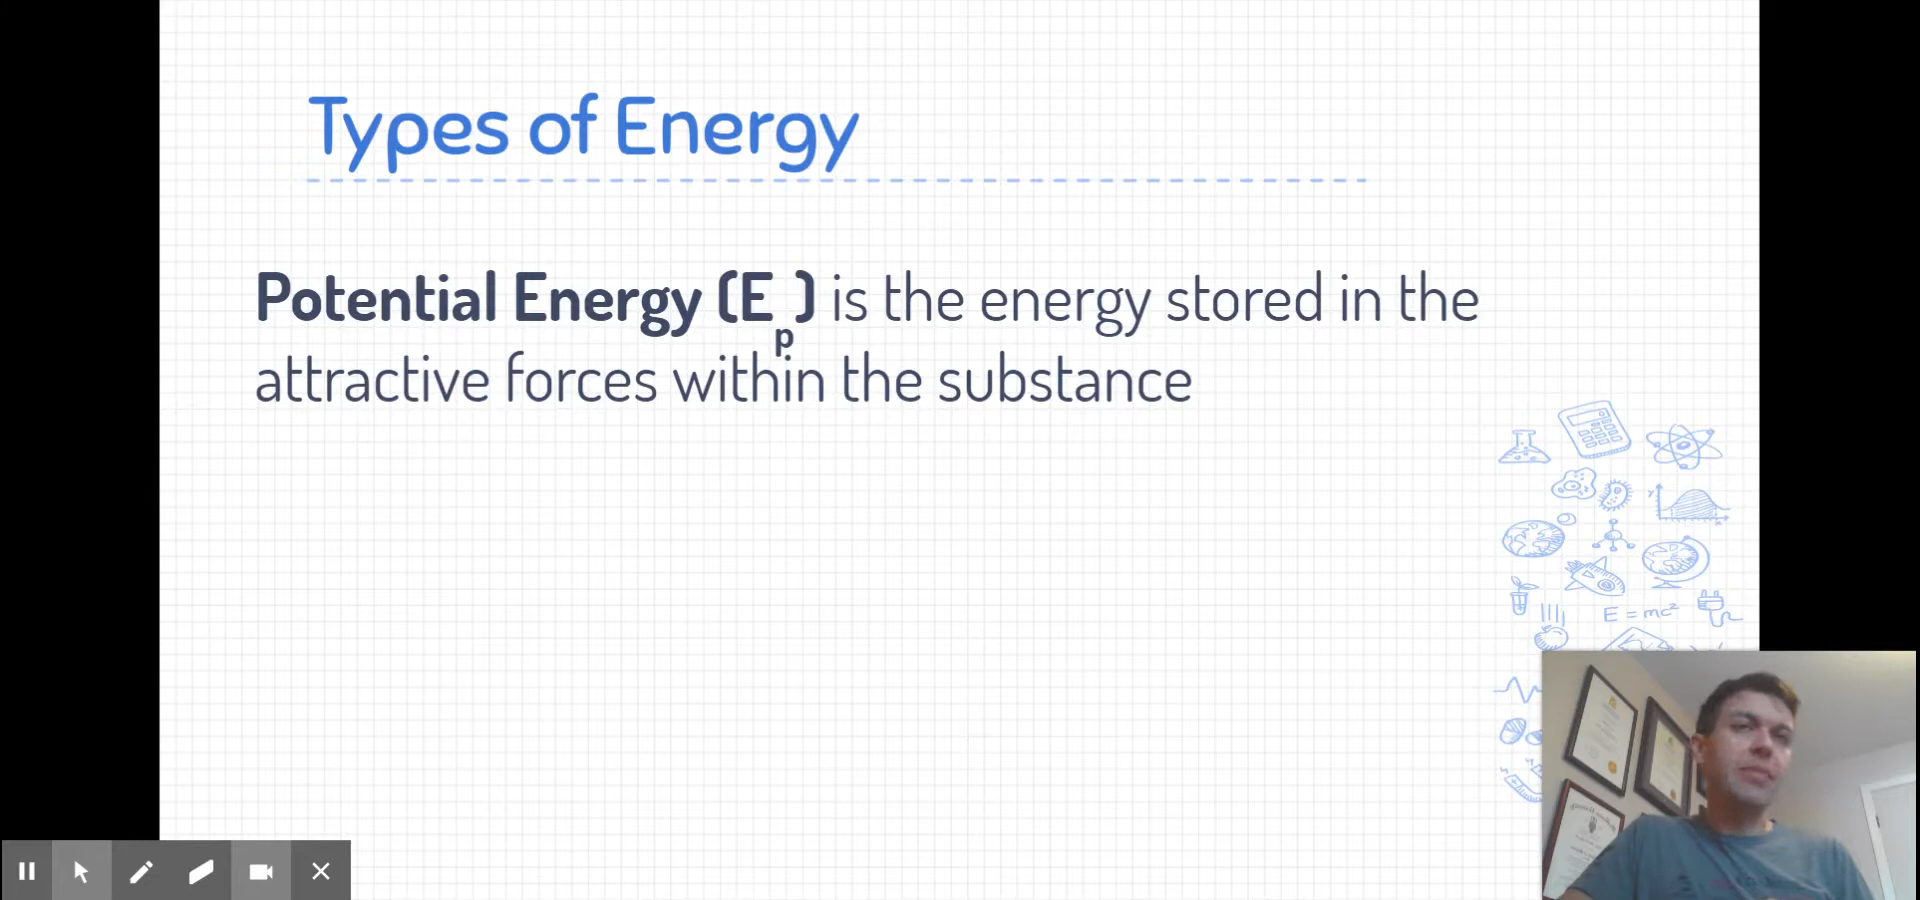 Types of Energy
Potential Energy (Ep) is the energy stored in the
attractive forces within the substance
E = mc²